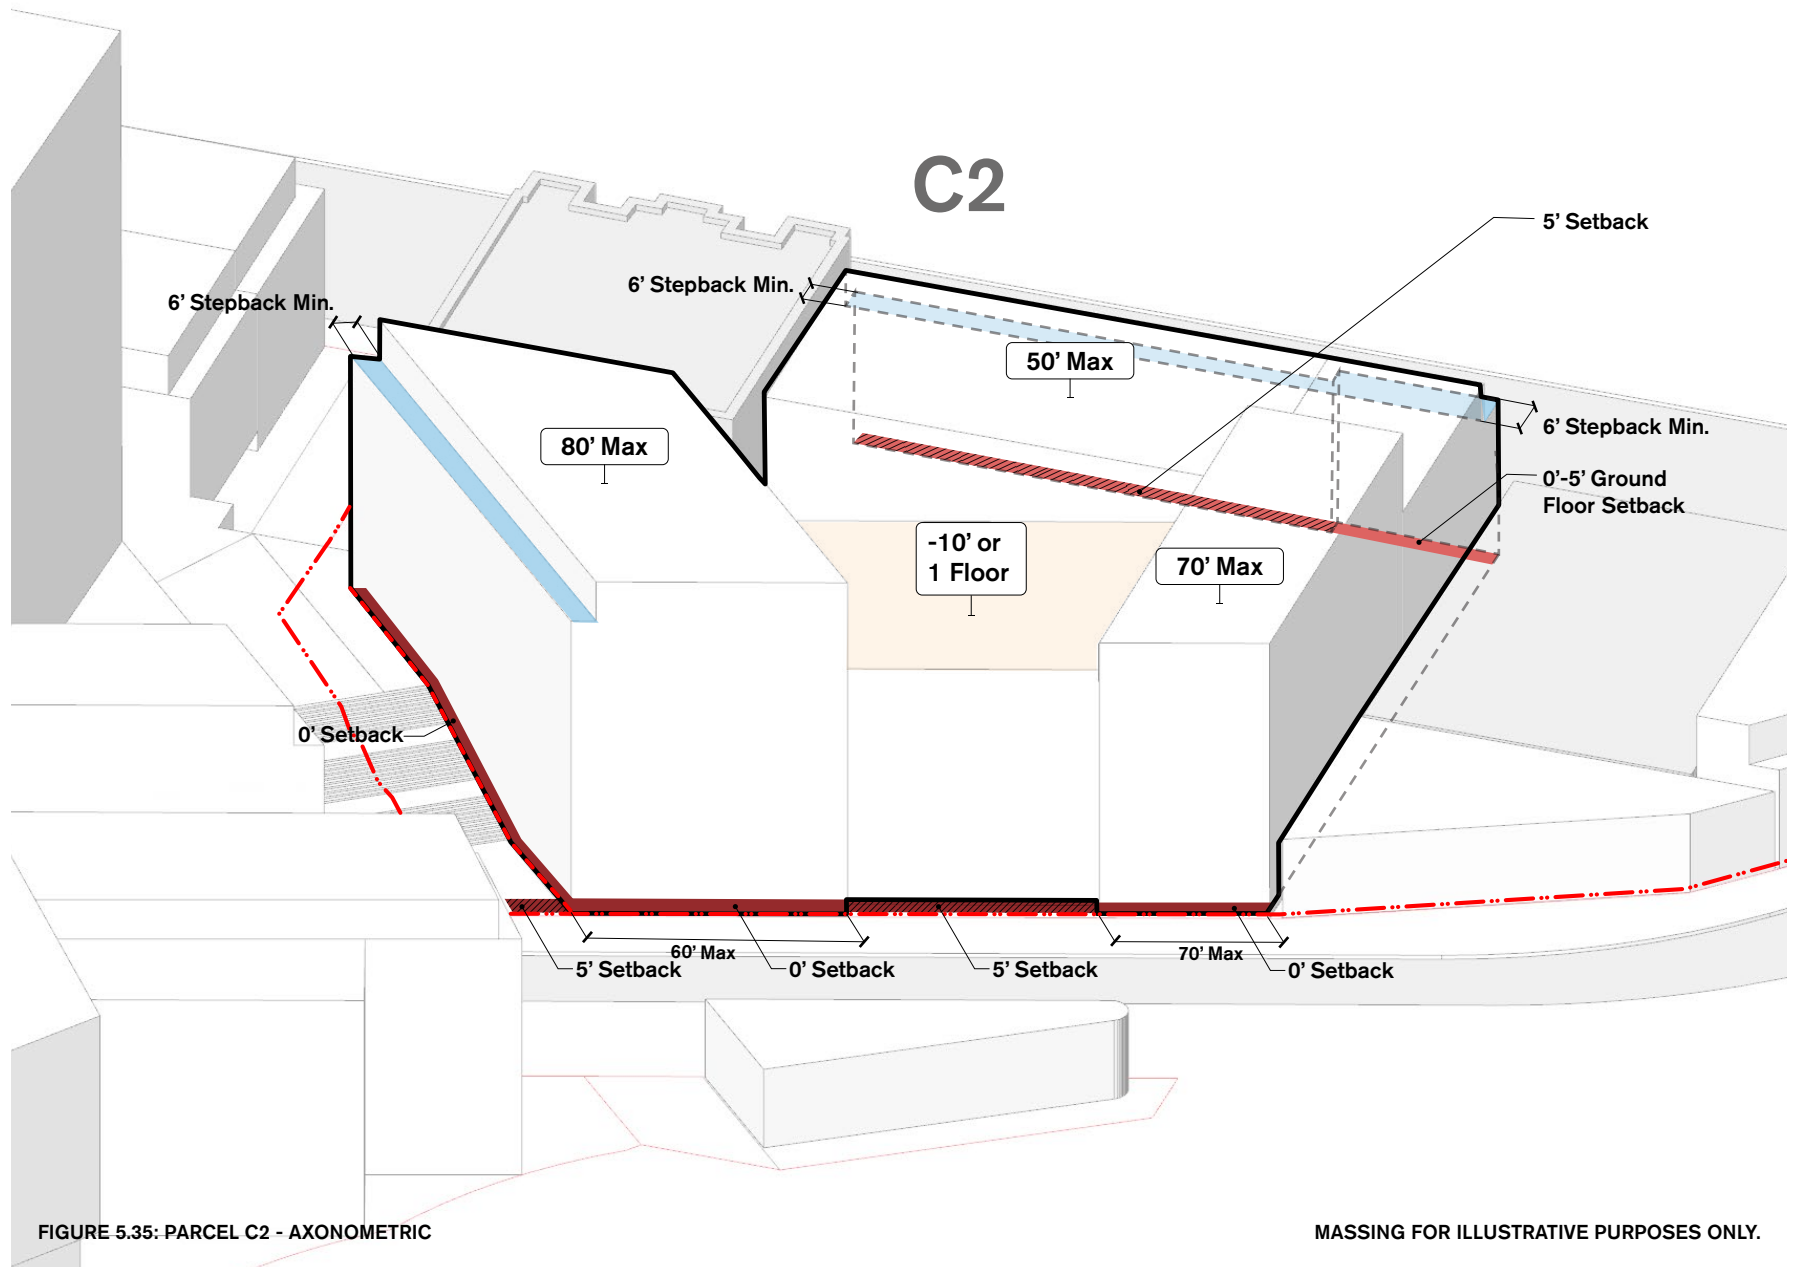 C2
5’ Setback
6’ Stepback Min.
6’ Stepback Min.
50’ Max
6’ Stepback Min.
80’ Max
0’-5’ Ground
Floor Setback
-10’ or
1 Floor
70’ Max
0’ Setback
60’ Max
70’ Max
5’ Setback
0’ Setback
5’ Setback
0’ Setback
FIGURE 5.35: PARCEL C2 - AXONOMETRIC
MASSING FOR ILLUSTRATIVE PURPOSES ONLY.